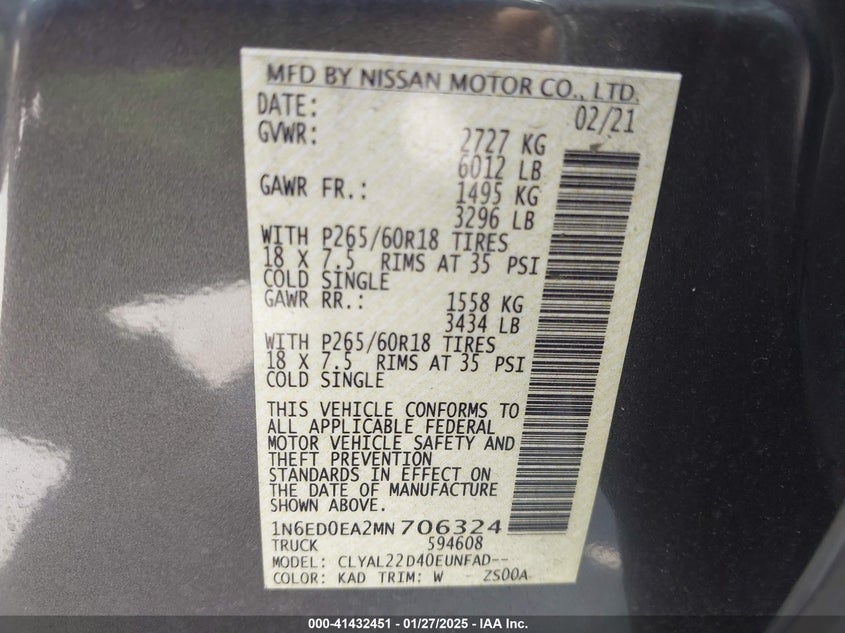 MFD BY NISSAN MOTOR CO., LTD.
DATE: 02/21
GVWR: 2727 KG
6012 LB
GAWR FR.: 1495 KG
3296 LB
WITH P265/60R18 TIRES
18 X 7.5 RIMS AT 35 PSI
COLD SINGLE
GAWR RR.: 1558 KG
3434 LB
WITH P265/60R18 TIRES
18 X 7.5 RIMS AT 35 PSI
COLD SINGLE
THIS VEHICLE CONFORMS TO
ALL APPLICABLE FEDERAL
MOTOR VEHICLE SAFETY AND
THEFT PREVENTION
STANDARDS IN EFFECT ON
THE DATE OF MANUFACTURE
SHOWN ABOVE.
1N6ED0EA2MN706324
TRUCK 594608
MODEL: CLYAL22D40EUNFAD--
COLOR: KAD TRIM: W ZS00A
000-41432451 - 01/27/2025 - IAA Inc.